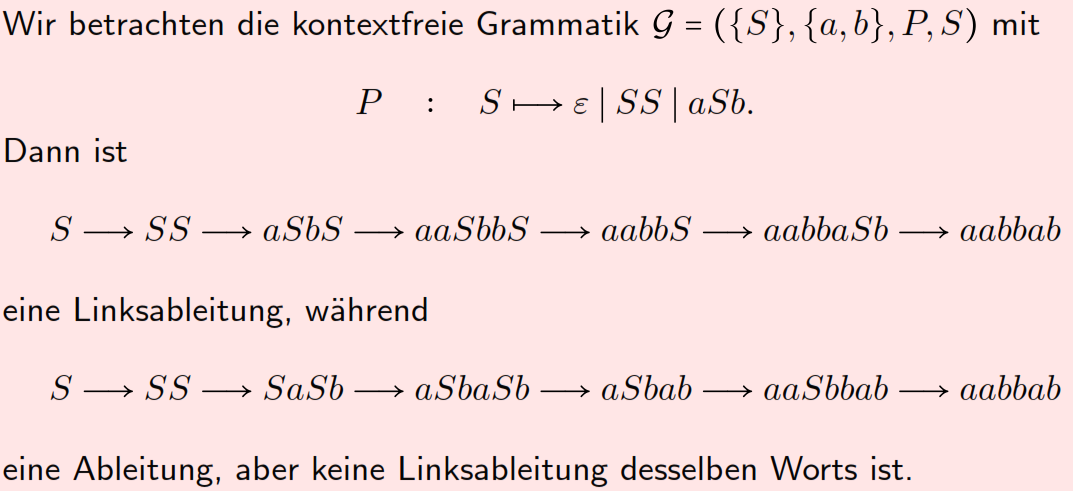 Wir betrachten die kontextfreie Grammatik 𝒢 = ({S}, {a, b}, P, S) mit
P : S ⟼ ε | SS | aSb.
Dann ist
S ⟶ SS ⟶ aSbS ⟶ aaSbbS ⟶ aabbS ⟶ aabbaSb ⟶ aabbab
eine Linksableitung, während
S ⟶ SS ⟶ SaSb ⟶ aSbaSb ⟶ aSbab ⟶ aaSbbab ⟶ aabbab
eine Ableitung, aber keine Linksableitung desselben Worts ist.